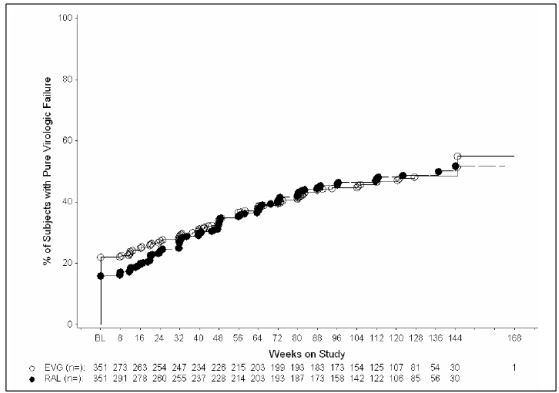 % of Subjects with Pure Virologic Failure
100
80
60
40
20
0
BL 8 16 24 32 40 48 56 64 72 80 88 96 104 112 120 128 136 144 168
Weeks on Study
EVG (n=): 351 273 263 254 247 234 226 215 203 199 193 183 173 154 125 107 81 54 30 1
RAL (n=): 351 291 278 260 255 237 228 214 203 193 187 173 158 142 122 106 85 56 30